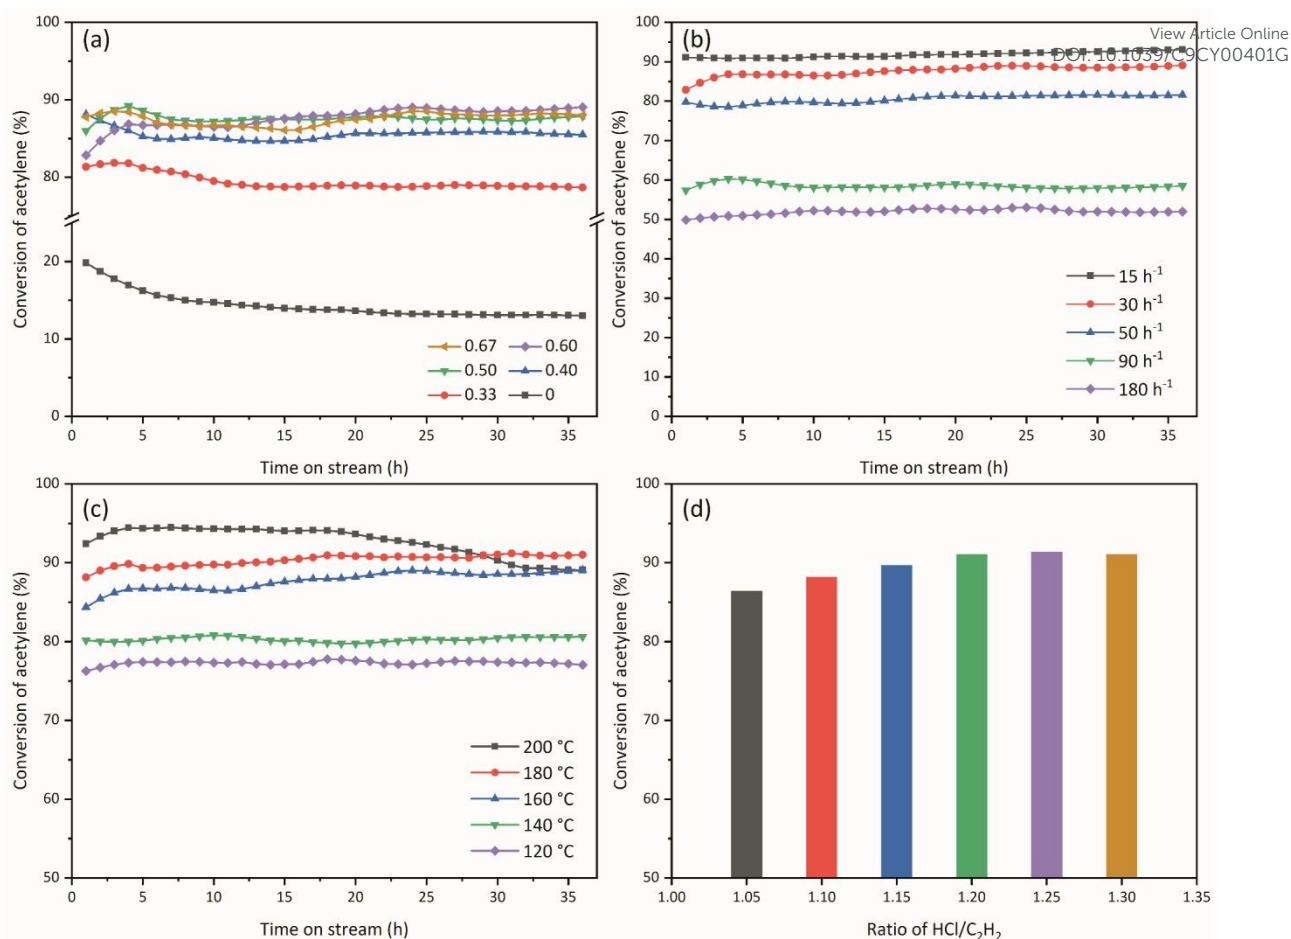 View Article Online
DOI: 10.1039/C9CY00401G
(a)
Conversion of acetylene (%)
100
90
80
20
10
0
0.67 0.60
0.50 0.40
0.33 0
0 5 10 15 20 25 30 35
Time on stream (h)
(b)
Conversion of acetylene (%)
100
90
80
70
60
50
40
30
20
10
0
15 h⁻¹
30 h⁻¹
50 h⁻¹
90 h⁻¹
180 h⁻¹
0 5 10 15 20 25 30 35
Time on stream (h)
(c)
Conversion of acetylene (%)
100
90
80
70
60
50
200 °C
180 °C
160 °C
140 °C
120 °C
0 5 10 15 20 25 30 35
Time on stream (h)
(d)
Conversion of acetylene (%)
100
90
80
70
60
50
1.00 1.05 1.10 1.15 1.20 1.25 1.30 1.35
Ratio of HCl/C₂H₂